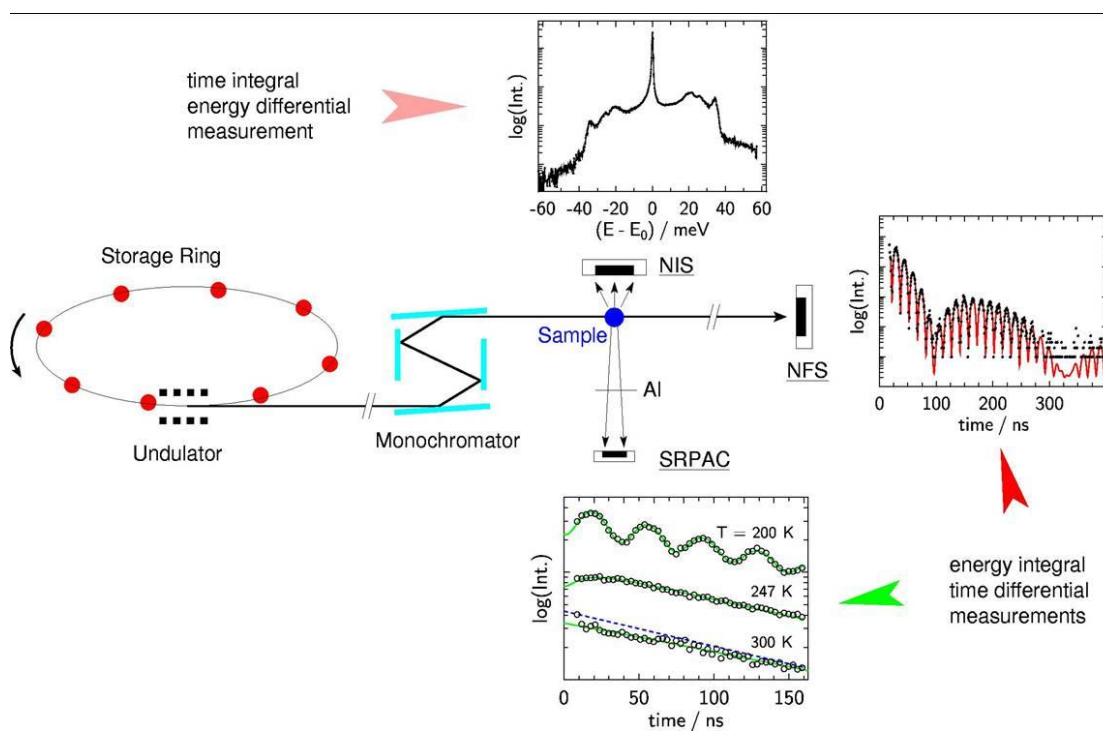 time integral
energy differential
measurement
log(Int.)
-60 -40 -20 0 20 40 60
(E - E₀) / meV
Storage Ring
Undulator
Monochromator
NIS
Sample
Al
SRPAC
NFS
log(Int.)
0 100 200 300
time / ns
log(Int.)
T = 200 K
247 K
300 K
0 50 100 150
time / ns
energy integral
time differential
measurements